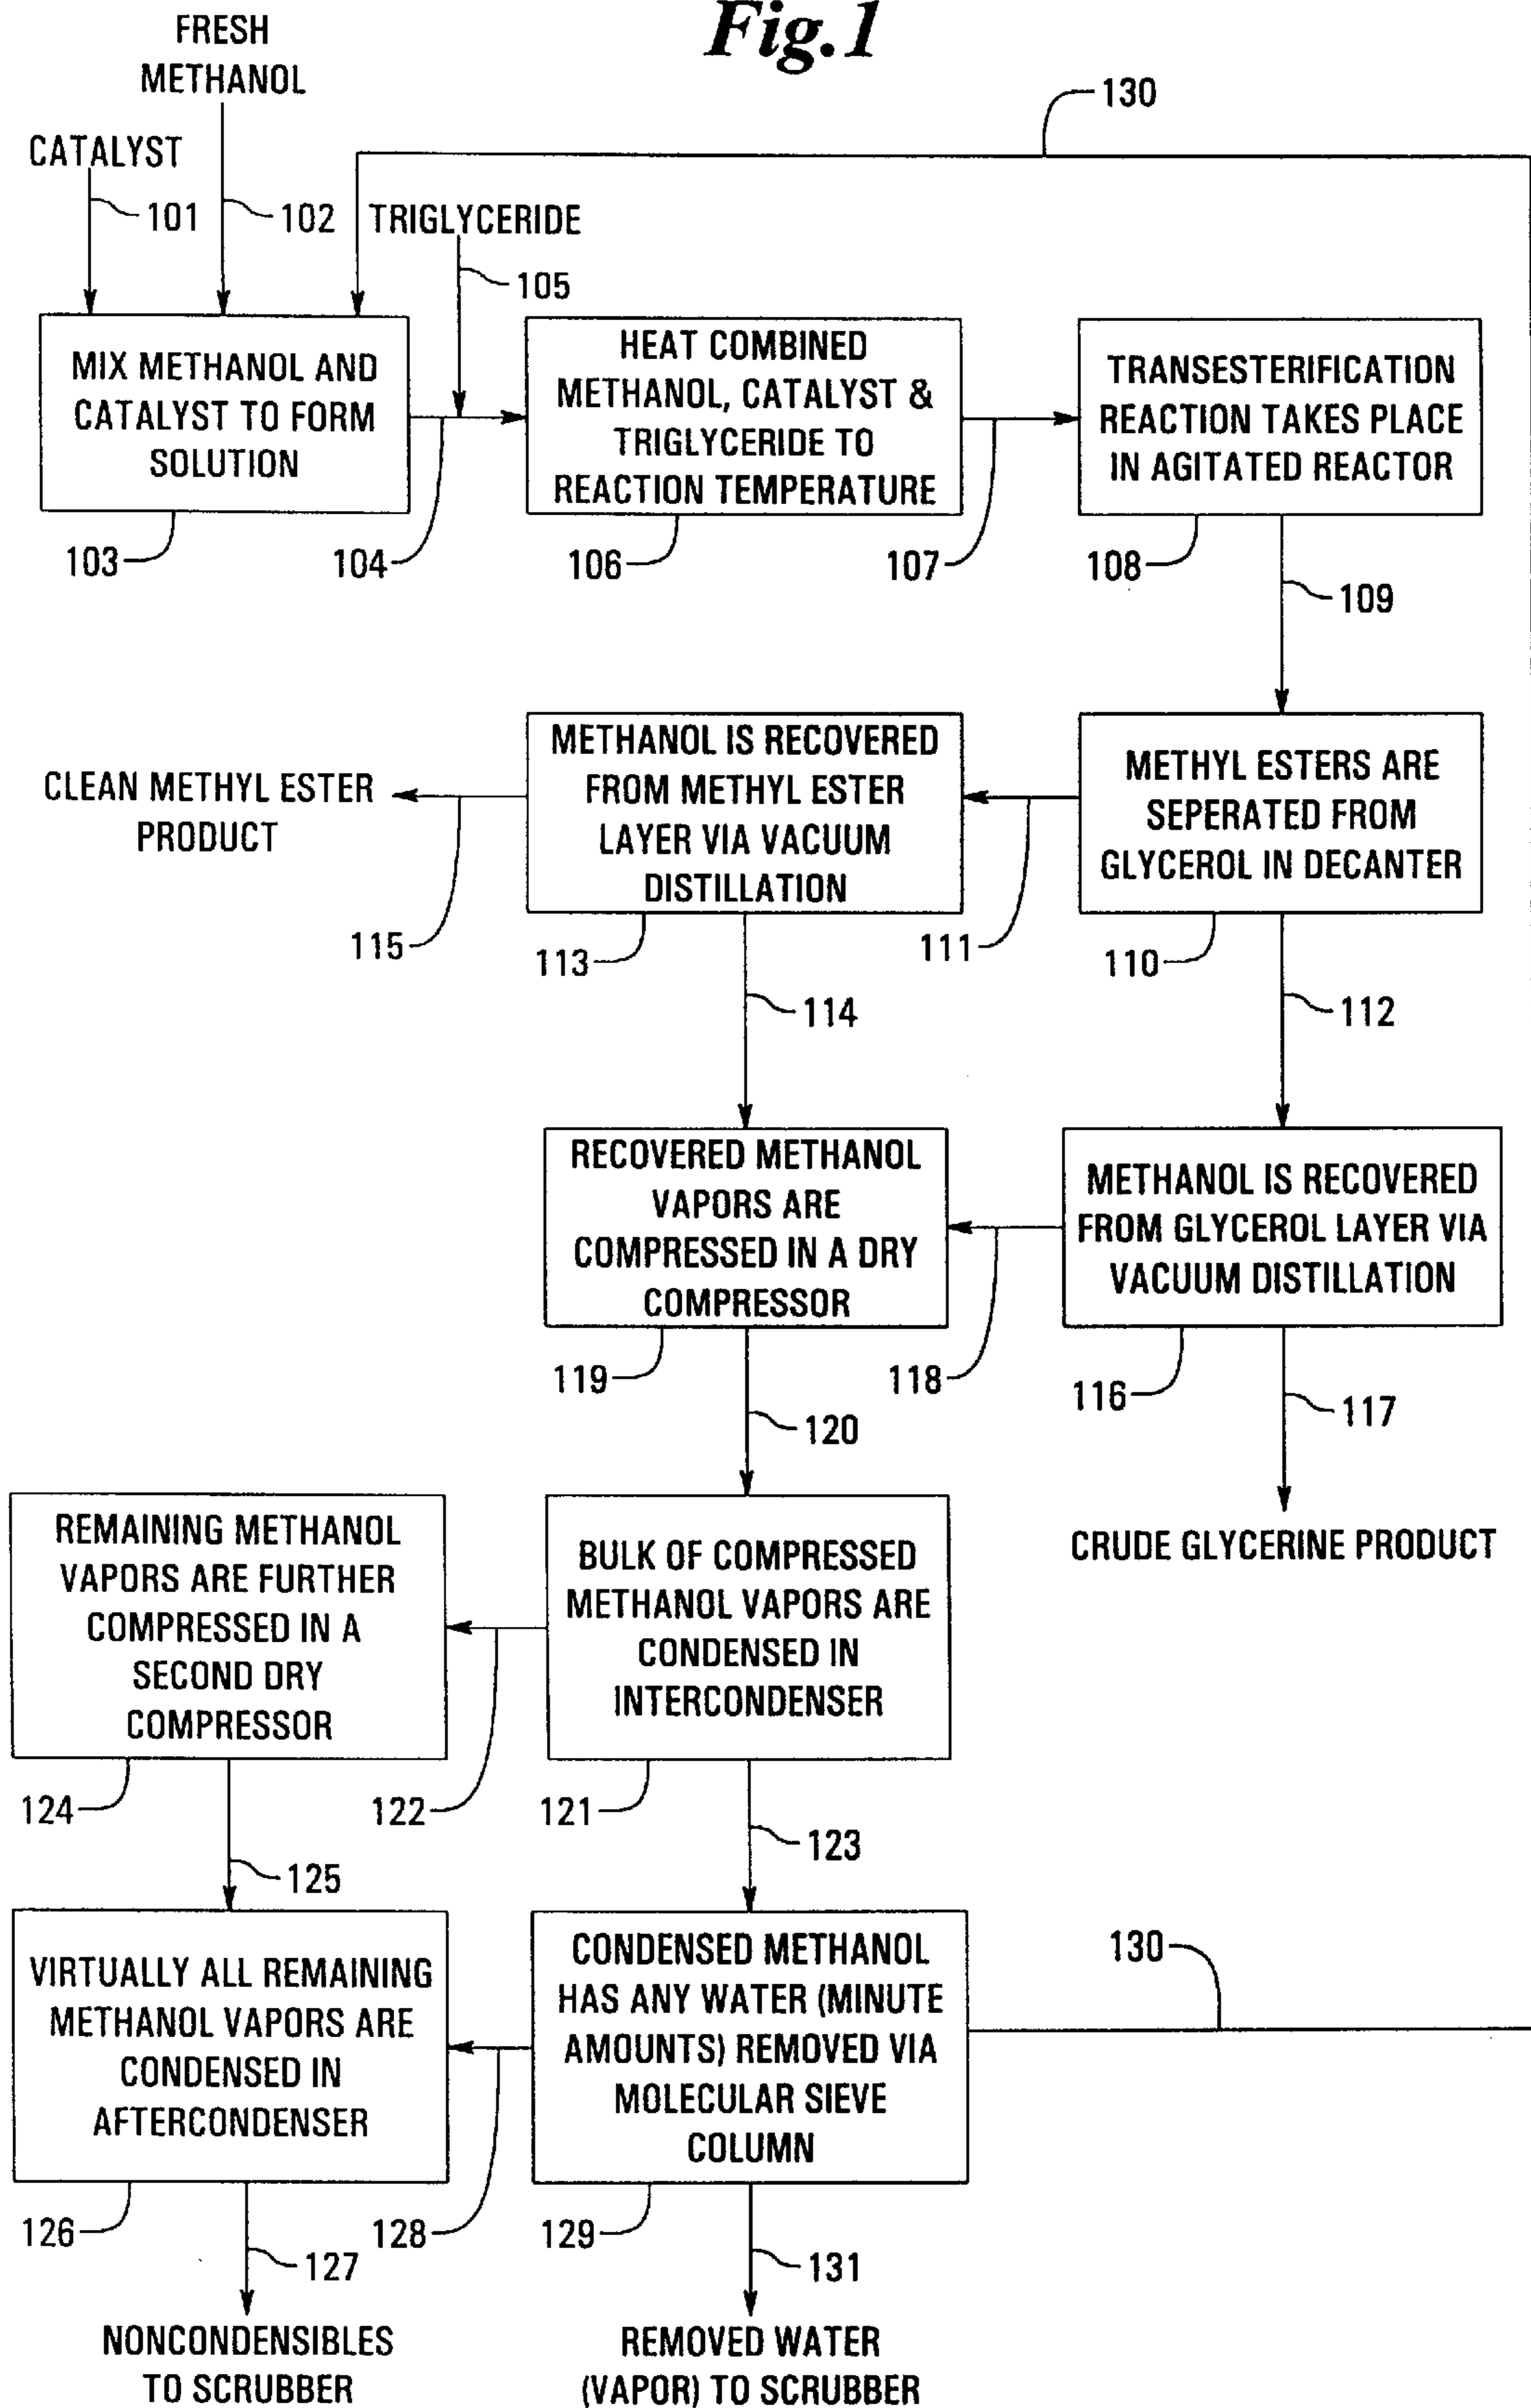 Fig.1
FRESH
METHANOL
130
CATALYST
101
102
TRIGLYCERIDE
105
MIX METHANOL AND
CATALYST TO FORM
SOLUTION
HEAT COMBINED
METHANOL, CATALYST &
TRIGLYCERIDE TO
REACTION TEMPERATURE
TRANSESTERIFICATION
REACTION TAKES PLACE
IN AGITATED REACTOR
103
104
106
107
108
109
CLEAN METHYL ESTER
PRODUCT
METHANOL IS RECOVERED
FROM METHYL ESTER
LAYER VIA VACUUM
DISTILLATION
METHYL ESTERS ARE
SEPERATED FROM
GLYCEROL IN DECANTER
115
113
111
110
114
112
RECOVERED METHANOL
VAPORS ARE
COMPRESSED IN A DRY
COMPRESSOR
METHANOL IS RECOVERED
FROM GLYCEROL LAYER VIA
VACUUM DISTILLATION
119
118
116
117
120
REMAINING METHANOL
VAPORS ARE FURTHER
COMPRESSED IN A
SECOND DRY
COMPRESSOR
BULK OF COMPRESSED
METHANOL VAPORS ARE
CONDENSED IN
INTERCONDENSER
CRUDE GLYCERINE PRODUCT
124
122
121
123
125
VIRTUALLY ALL REMAINING
METHANOL VAPORS ARE
CONDENSED IN
AFTERCONDENSER
CONDENSED METHANOL
HAS ANY WATER (MINUTE
AMOUNTS) REMOVED VIA
MOLECULAR SIEVE
COLUMN
130
126
128
129
127
131
NONCONDENSIBLES
TO SCRUBBER
REMOVED WATER
(VAPOR) TO SCRUBBER